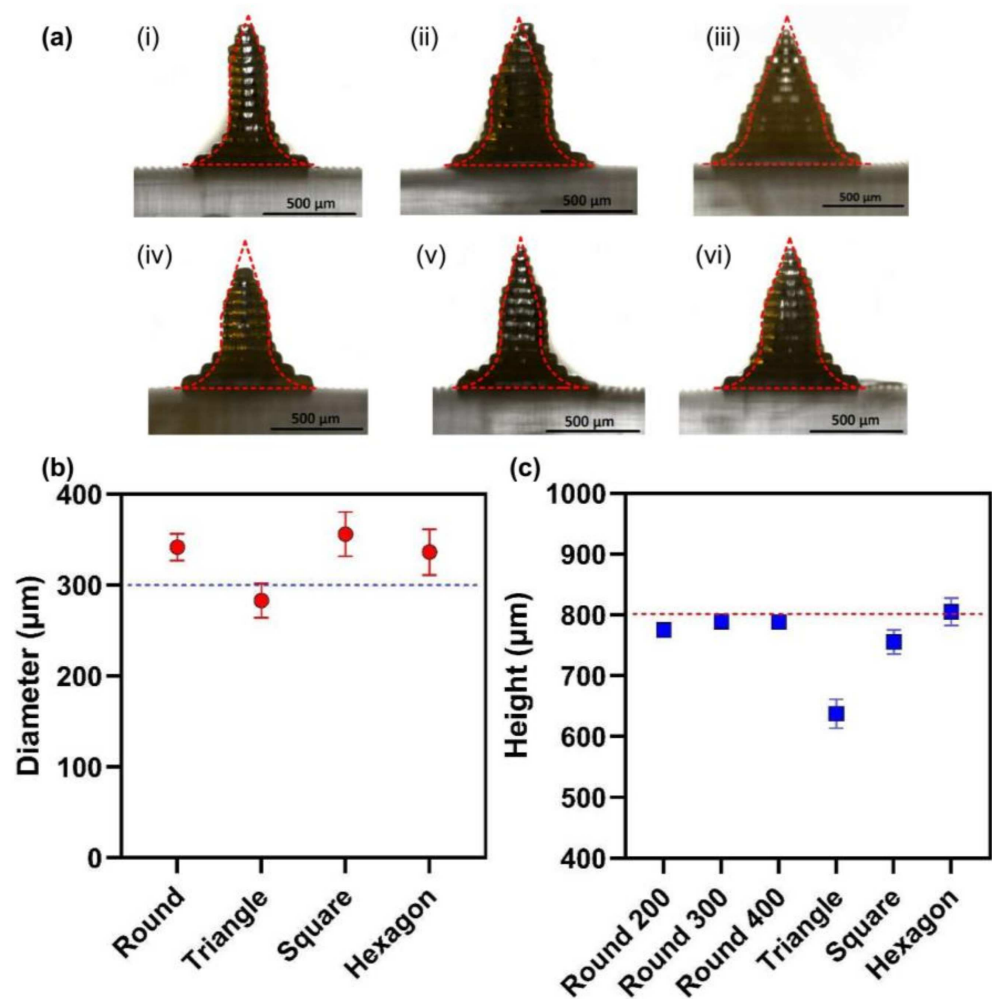 (a) (i) (ii) (iii)
500 µm 500 µm 500 µm
(iv) (v) (vi)
500 µm 500 µm 500 µm
(b)
400
300
200
100
0
Diameter (µm)
Round Triangle Square Hexagon
(c)
1000
900
800
700
600
500
400
Height (µm)
Round 200 Round 300 Round 400 Triangle Square Hexagon